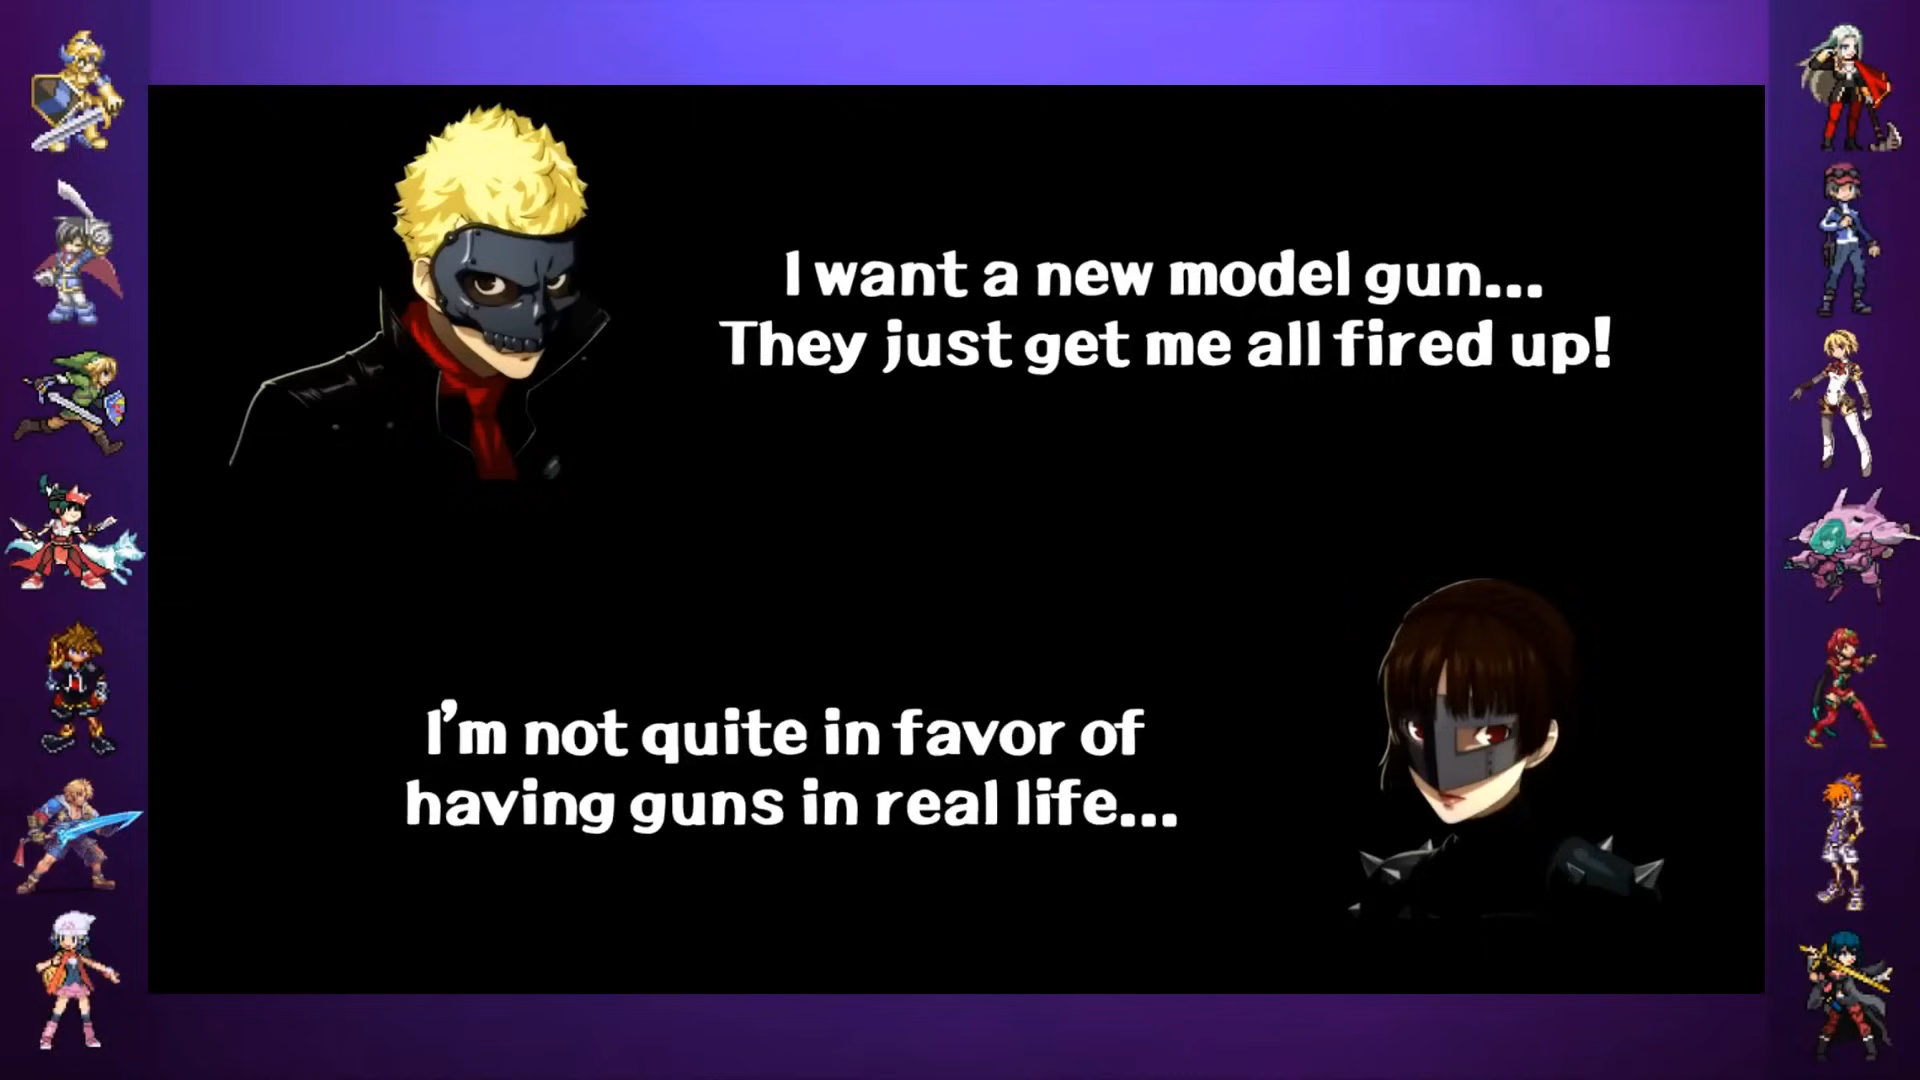 I want a new model gun...
They just get me all fired up!
I'm not quite in favor of
having guns in real life...